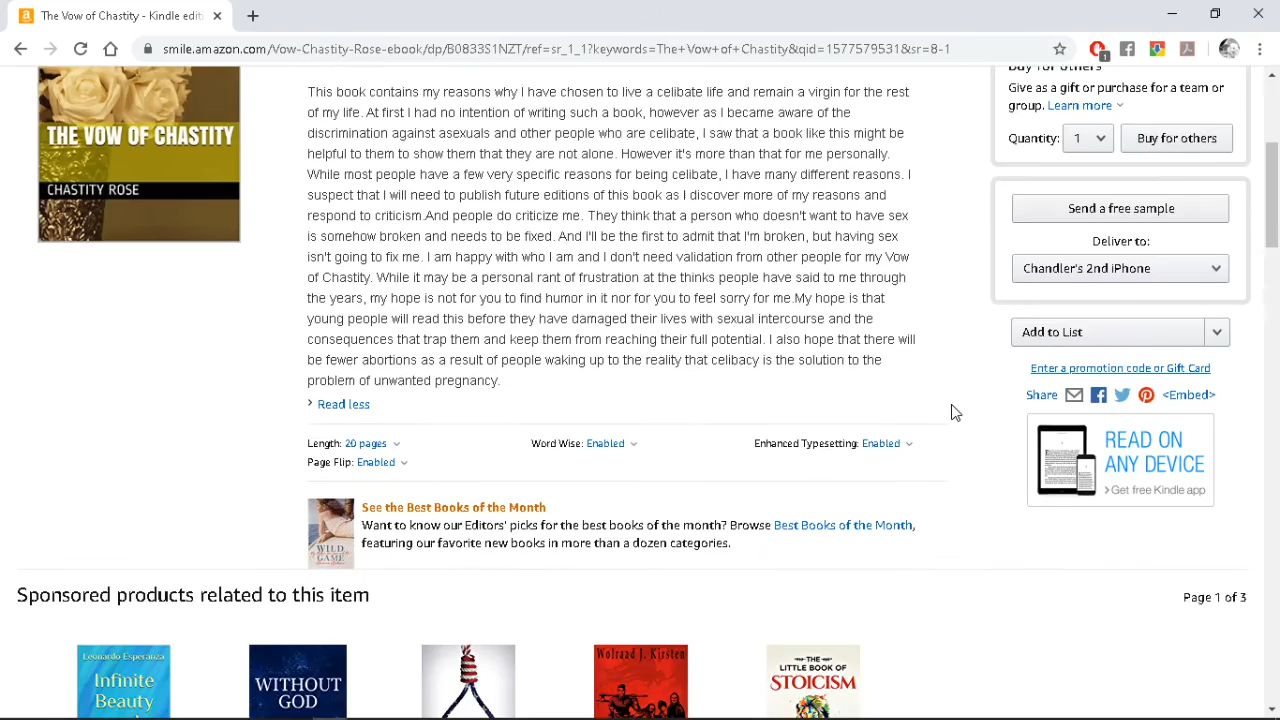 The Vow of Chastity - Kindle edit
smile.amazon.com/Vow-Chastity-Rose-ebook/dp/B0833S1NZT/ref=sr_1_1?keywords=The+Vow+of+Chastity&qid=1577579531&sr=8-1
1
THE VOW OF CHASTITY
CHASTITY ROSE
This book contains my reasons why I have chosen to live a celibate life and remain a virgin for the rest
of my life. At first I had no intention of writing such a book, however as I became aware of the
discrimination against asexuals and other people who are celibate, I saw that a book like this might be
helpful to them to show them that they are not alone. However it's more than that for me personally.
While most people have a few very specific reasons for being celibate, I have many different reasons. I
suspect that I will need to publish future editions of this book as I discover more of my reasons and
respond to criticism.And people do criticize me. They think that a person who doesn't want to have sex
is somehow broken and needs to be fixed. And I'll be the first to admit that I'm broken, but having sex
isn't going to fix me. I am happy with who I am and I don't need validation from other people for my Vow
of Chastity. While it may be a personal rant of frustration at the thinks people have said to me through
the years, my hope is not for you to find humor in it nor for you to feel sorry for me.My hope is that
young people will read this before they have damaged their lives with sexual intercourse and the
consequences that trap them and keep them from reaching their full potential. I also hope that there will
be fewer abortions as a result of people waking up to the reality that celibacy is the solution to the
problem of unwanted pregnancy.
Read less
Length: 20 pages
Word Wise: Enabled
Enhanced Typesetting: Enabled
Page Flip: Enabled
WILD
GAME
See the Best Books of the Month
Want to know our Editors' picks for the best books of the month? Browse Best Books of the Month,
featuring our favorite new books in more than a dozen categories.
Buy for others
Give as a gift or purchase for a team or
group. Learn more
Quantity: 1
Buy for others
Send a free sample
Deliver to:
Chandler's 2nd iPhone
Add to List
Enter a promotion code or Gift Card
Share <Embed>
READ ON
ANY DEVICE
>Get free Kindle app
Sponsored products related to this item
Page 1 of 3
Leonardo Esperanza
Infinite
Beauty
WITHOUT
GOD
Wolraad J. Kirsten
THE
LITTLE BOOK OF
STOICISM